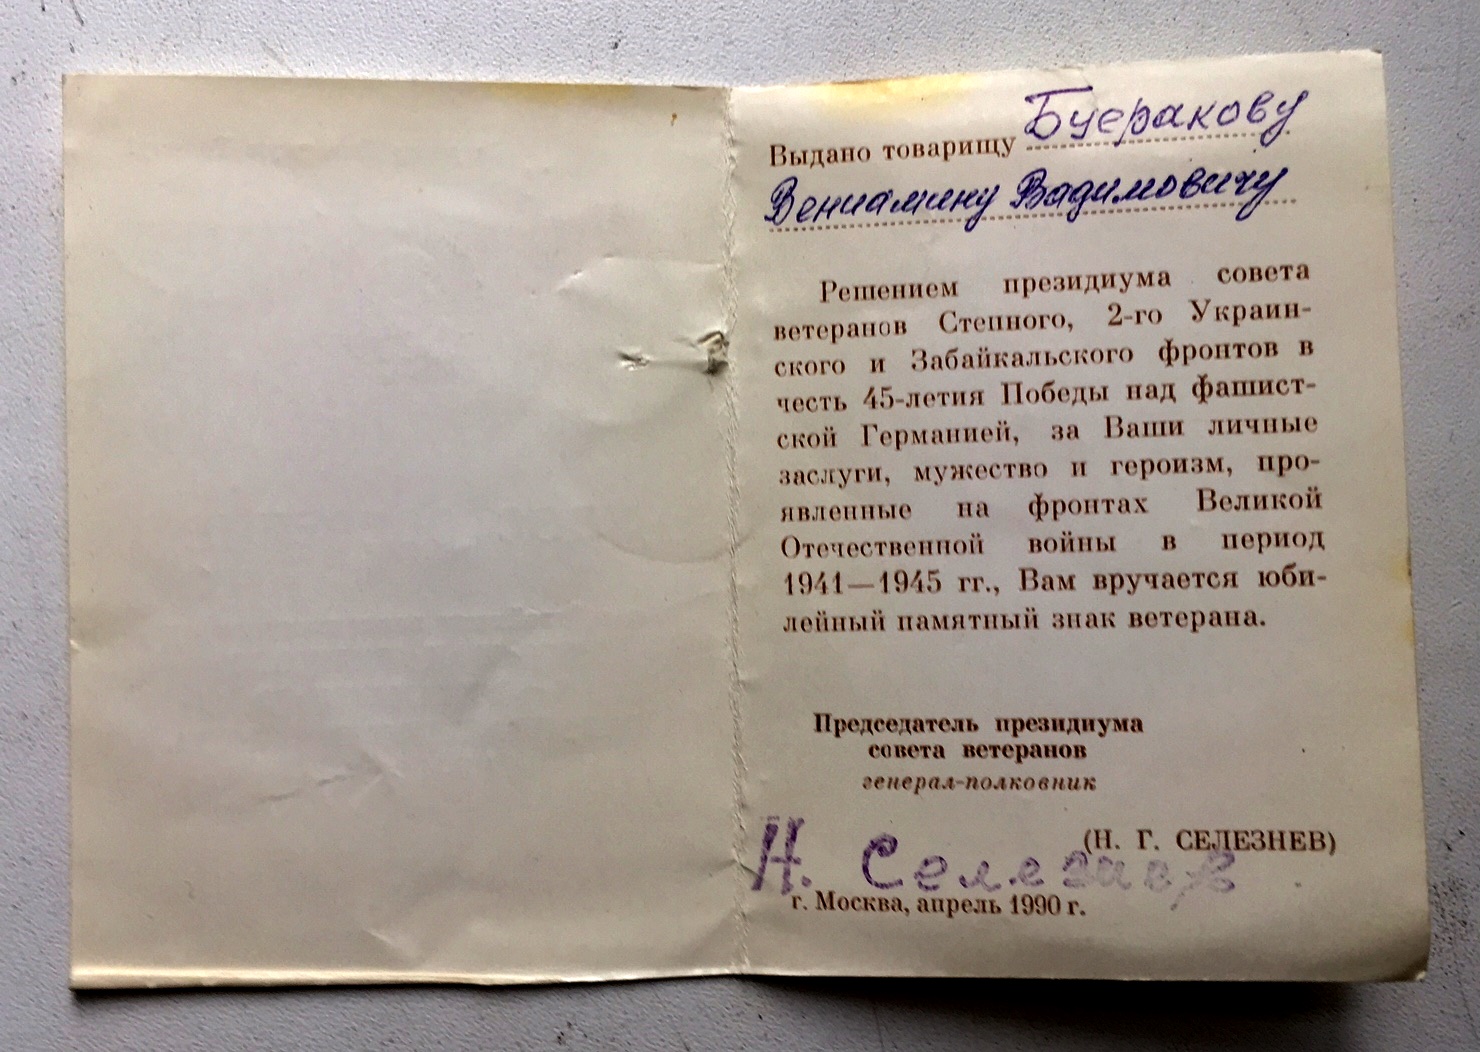 Выдано товарищу Буеракову
Вениамину Вадимовичу
Решением президиума совета
ветеранов Степного, 2-го Украин-
ского и Забайкальского фронтов в
честь 45-летия Победы над фашист-
ской Германией, за Ваши личные
заслуги, мужество и героизм, про-
явленные на фронтах Великой
Отечественной войны в период
1941—1945 гг., Вам вручается юби-
лейный памятный знак ветерана.
Председатель президиума
совета ветеранов
генерал-полковник
(Н. Г. СЕЛЕЗНЕВ)
Н. Селезнев
г. Москва, апрель 1990 г.